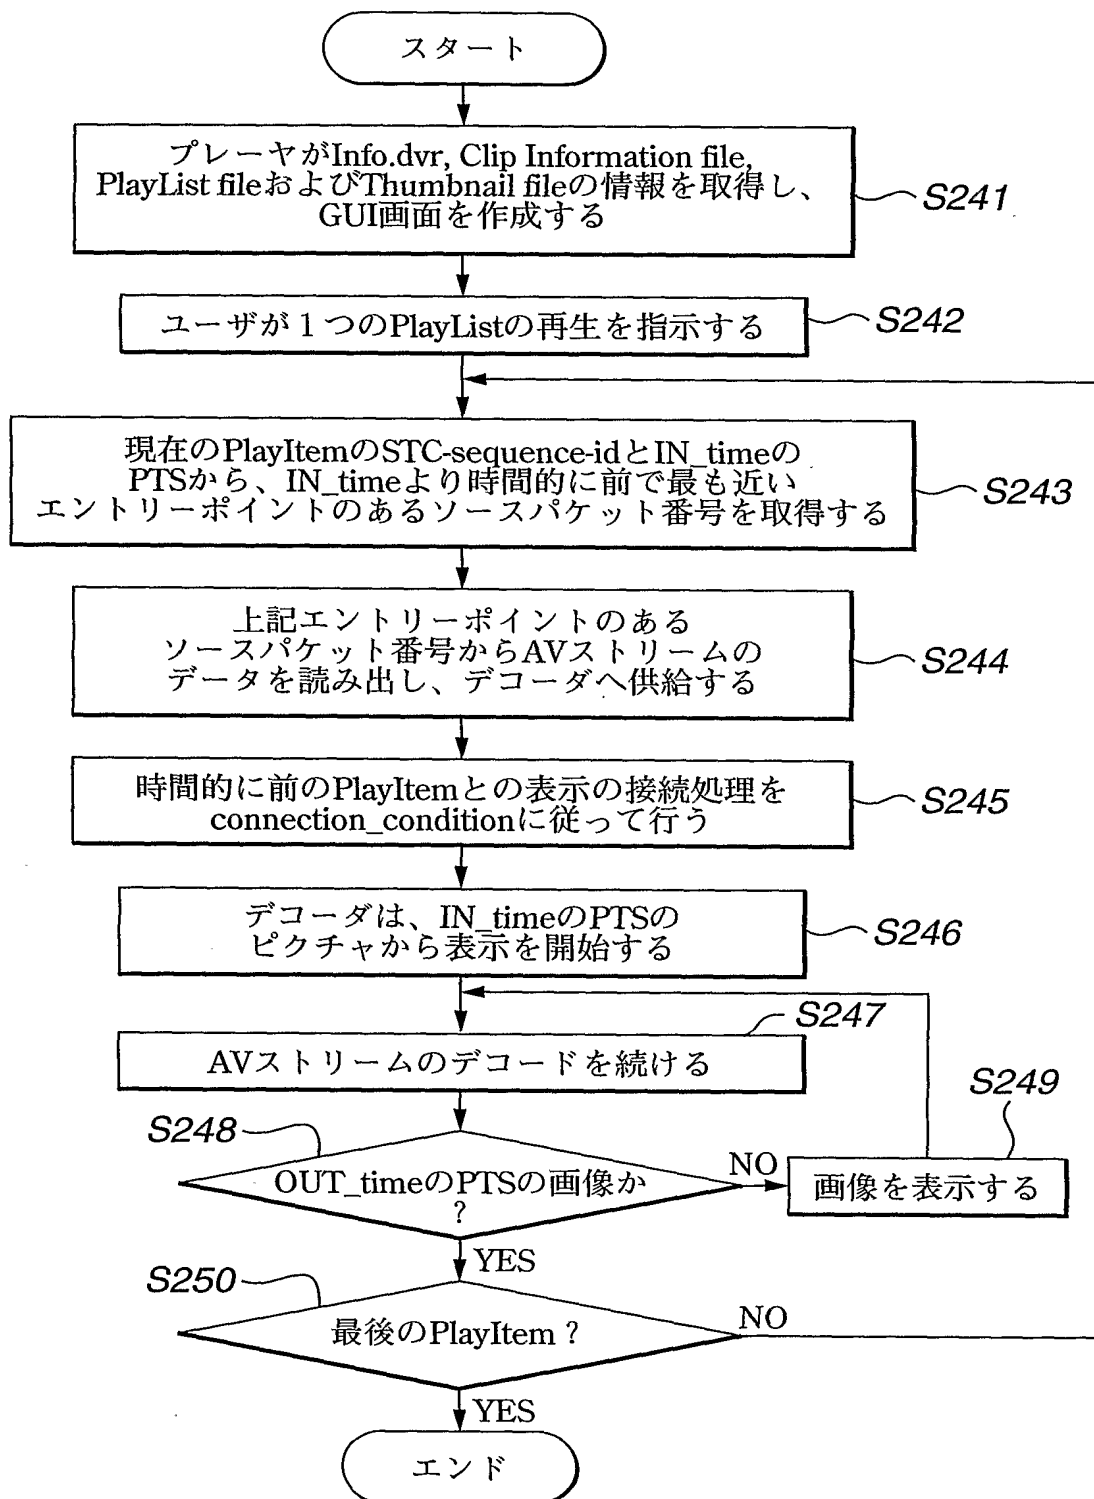 スタート
プレーヤがInfo.dvr, Clip Information file,
PlayList fileおよびThumbnail fileの情報を取得し、
GUI画面を作成する
S241
ユーザが1つのPlayListの再生を指示する
S242
現在のPlayItemのSTC-sequence-idとIN_timeの
PTSから、IN_timeより時間的に前で最も近い
エントリーポイントのあるソースパケット番号を取得する
S243
上記エントリーポイントのある
ソースパケット番号からAVストリームの
データを読み出し、デコーダへ供給する
S244
時間的に前のPlayItemとの表示の接続処理を
connection_conditionに従って行う
S245
デコーダは、IN_timeのPTSの
ピクチャから表示を開始する
S246
S247
AVストリームのデコードを続ける
S248
OUT_timeのPTSの画像か
?
NO
S249
画像を表示する
YES
S250
最後のPlayItem?
NO
YES
エンド